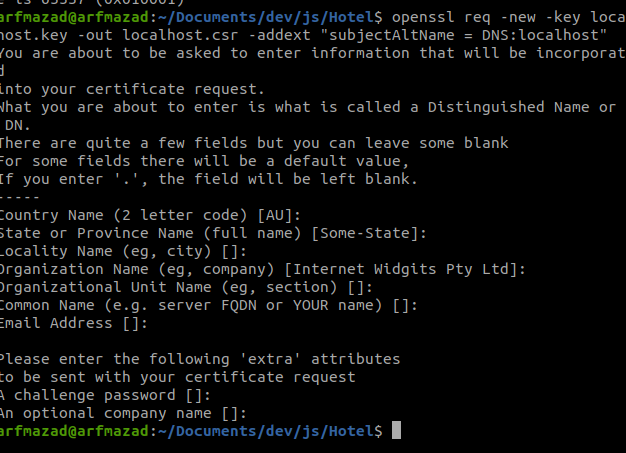 arfmazad@arfmazad:~/Documents/dev/js/Hotel$ openssl req -new -key loca
host.key -out localhost.csr -addext "subjectAltName = DNS:localhost"
You are about to be asked to enter information that will be incorporat
d
into your certificate request.
What you are about to enter is what is called a Distinguished Name or
DN.
There are quite a few fields but you can leave some blank
For some fields there will be a default value,
If you enter '.', the field will be left blank.
-----
Country Name (2 letter code) [AU]:
State or Province Name (full name) [Some-State]:
Locality Name (eg, city) []:
Organization Name (eg, company) [Internet Widgits Pty Ltd]:
Organizational Unit Name (eg, section) []:
Common Name (e.g. server FQDN or YOUR name) []:
Email Address []:
Please enter the following 'extra' attributes
to be sent with your certificate request
A challenge password []:
An optional company name []:
arfmazad@arfmazad:~/Documents/dev/js/Hotel$